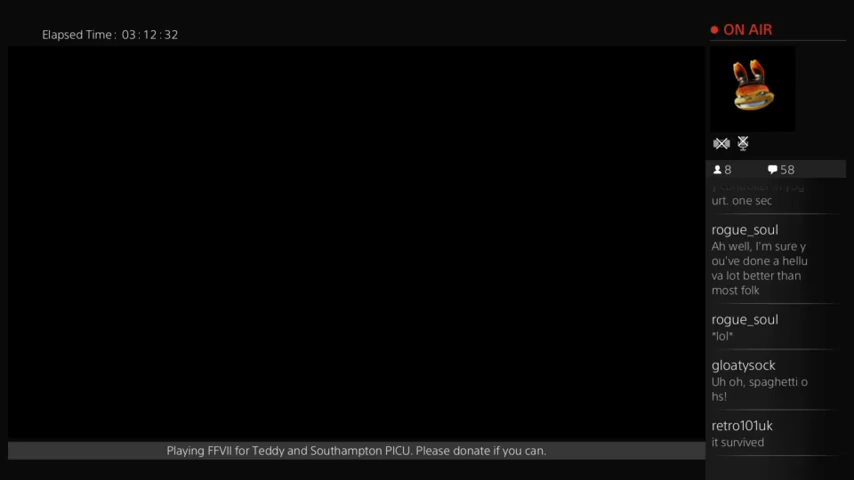 Elapsed Time: 03:12:32
ON AIR
8 58
urt. one sec
rogue_soul
Ah well, I'm sure y
ou've done a hellu
va lot better than
most folk
rogue_soul
*lol*
gloatysock
Uh oh, spaghetti o
hs!
retro101uk
it survived
Playing FFVII for Teddy and Southampton PICU. Please donate if you can.